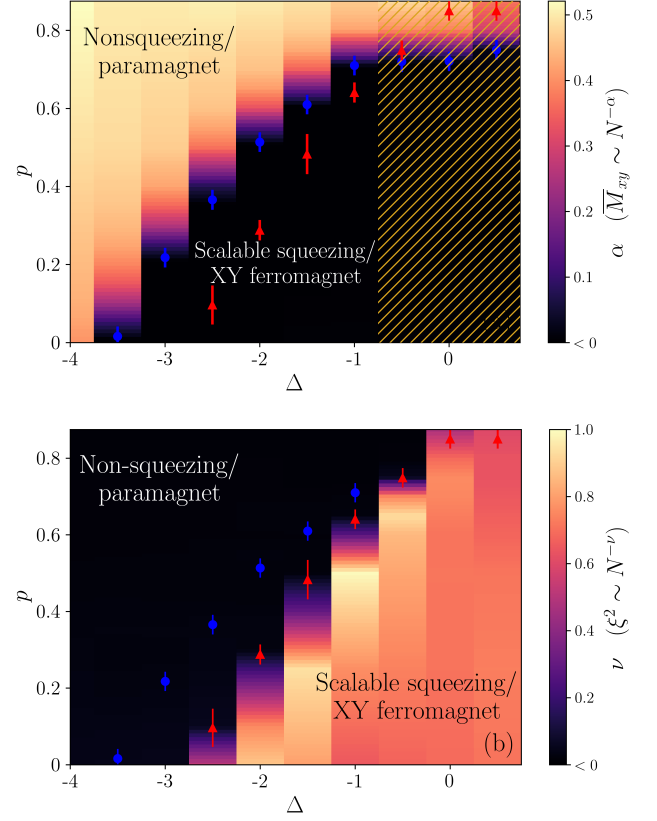 0.8
0.6
0.4
0.2
0
p
Nonsqueezing/
paramagnet
Scalable squeezing/
XY ferromagnet
-4 -3 -2 -1 0
Δ
0.5
0.4
0.3
0.2
0.1
< 0
α (M̅_xy ∼ N^−α)
0.8
0.6
0.4
0.2
0
p
Non-squeezing/
paramagnet
Scalable squeezing/
XY ferromagnet
(b)
-4 -3 -2 -1 0
Δ
1.0
0.8
0.6
0.4
0.2
< 0
ν (ξ² ∼ N^−ν)